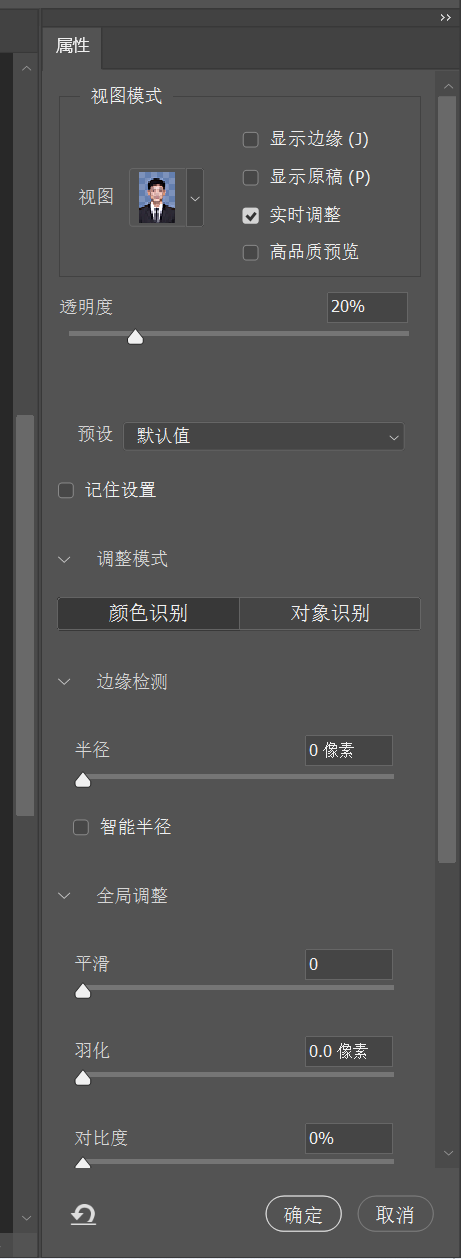 属性
视图模式
显示边缘 (J)
显示原稿 (P)
视图
实时调整
高品质预览
透明度 20%
预设 默认值
记住设置
调整模式
颜色识别 对象识别
边缘检测
半径 0 像素
智能半径
全局调整
平滑 0
羽化 0.0 像素
对比度 0%
确定 取消